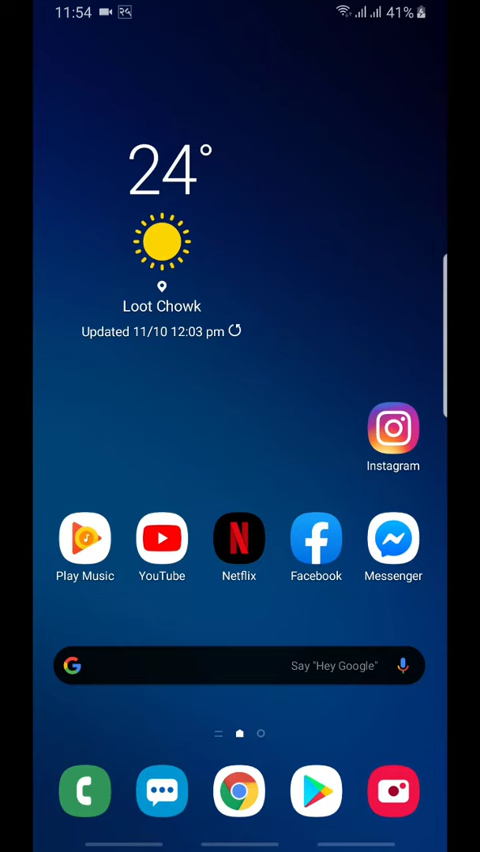 11:54 २५ 41%
24°
Loot Chowk
Updated 11/10 12:03 pm
Instagram
Play Music YouTube Netflix Facebook Messenger
Say "Hey Google"